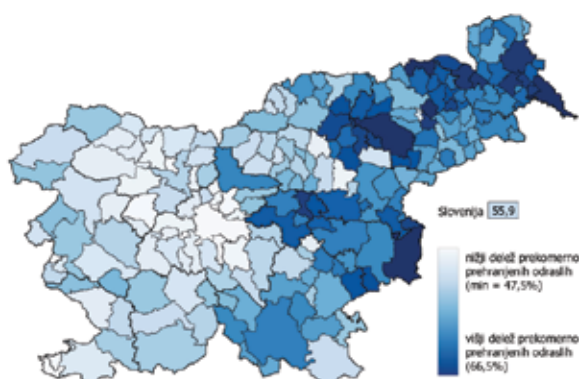 Slovenija 55,9
nižji delež prekomerno
prehranjenih odraslih
(min = 47,5%)
višji delež prekomerno
prehranjenih odraslih
(66,5%)